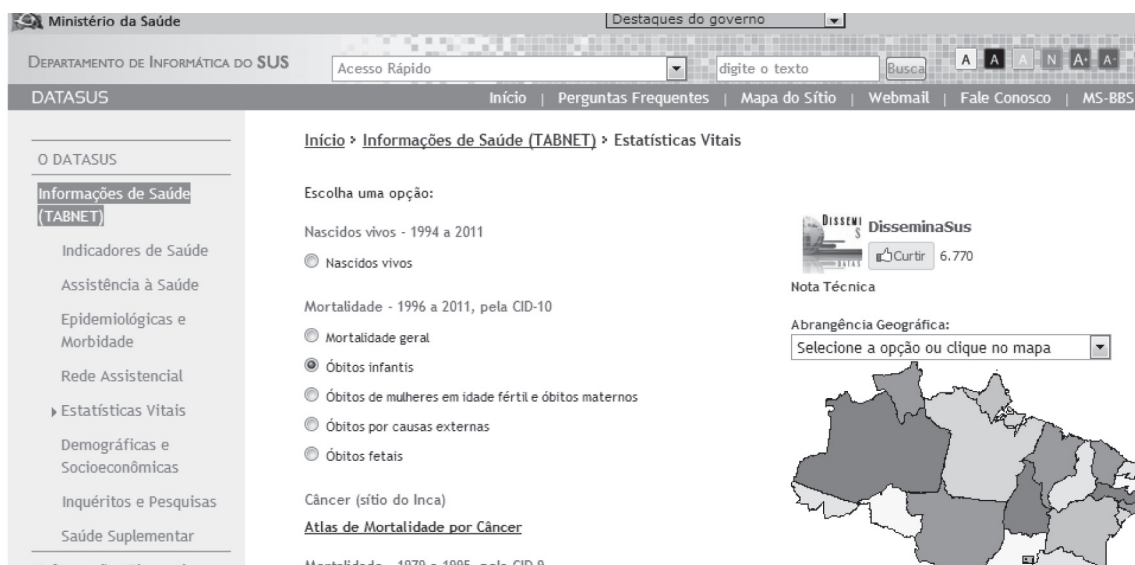 Ministério da Saúde
Destaques do governo
DEPARTAMENTO DE INFORMÁTICA DO SUS
Acesso Rápido
digite o texto
Busca
A A A N A+ A-
DATASUS
Início | Perguntas Frequentes | Mapa do Sítio | Webmail | Fale Conosco | MS-BBS
O DATASUS
Informações de Saúde
(TABNET)
Indicadores de Saúde
Assistência à Saúde
Epidemiológicas e
Morbidade
Rede Assistencial
Estatísticas Vitais
Demográficas e
Socioeconômicas
Inquéritos e Pesquisas
Saúde Suplementar
Início > Informações de Saúde (TABNET) > Estatísticas Vitais
Escolha uma opção:
Nascidos vivos - 1994 a 2011
Nascidos vivos
Mortalidade - 1996 a 2011, pela CID-10
Mortalidade geral
Óbitos infantis
Óbitos de mulheres em idade fértil e óbitos maternos
Óbitos por causas externas
Óbitos fetais
Câncer (sítio do Inca)
Atlas de Mortalidade por Câncer
Mortalidade - 1979 a 1995, pela CID-9
DISSEMI
S
DATAS
DisseminaSus
Curtir 6.770
Nota Técnica
Abrangência Geográfica:
Selecione a opção ou clique no mapa